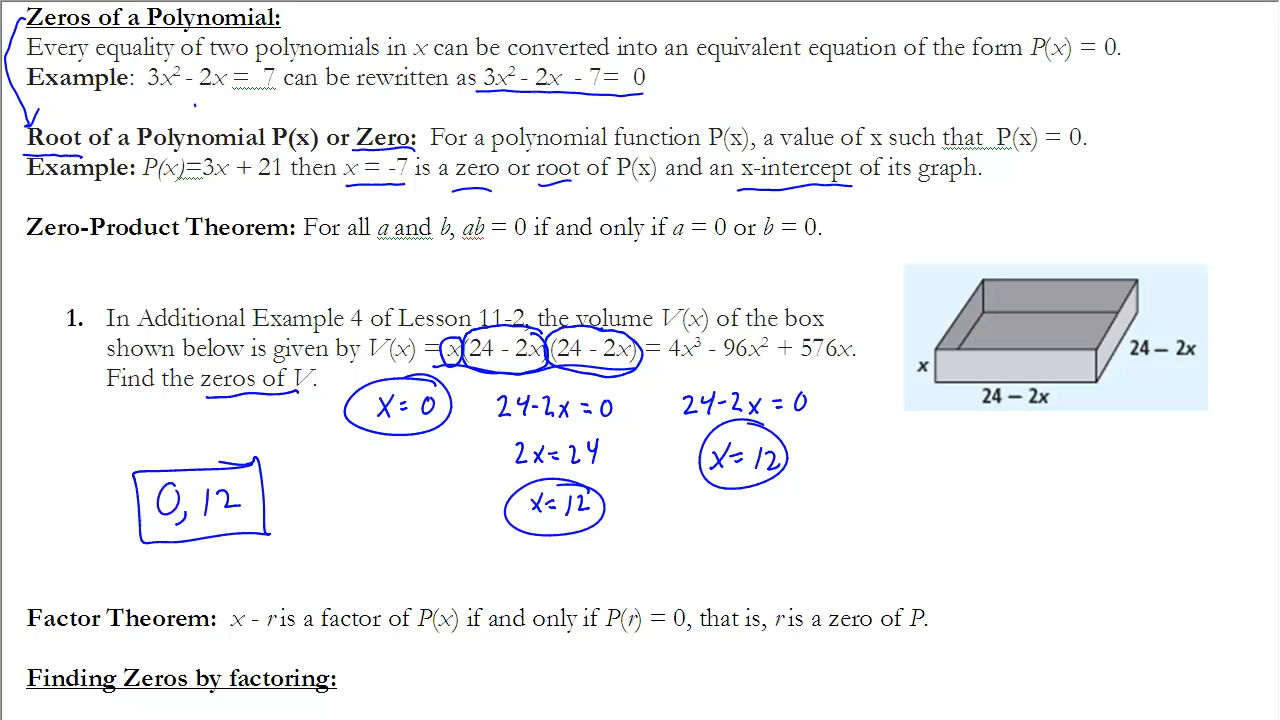 Zeros of a Polynomial:
Every equality of two polynomials in x can be converted into an equivalent equation of the form P(x) = 0.
Example: 3x² - 2x = 7 can be rewritten as 3x² - 2x - 7= 0
Root of a Polynomial P(x) or Zero: For a polynomial function P(x), a value of x such that P(x) = 0.
Example: P(x)=3x + 21 then x = -7 is a zero or root of P(x) and an x-intercept of its graph.
Zero-Product Theorem: For all a and b, ab = 0 if and only if a = 0 or b = 0.
1. In Additional Example 4 of Lesson 11-2, the volume V(x) of the box
shown below is given by V(x) = x(24 - 2x)(24 - 2x) = 4x³ - 96x² + 576x.
Find the zeros of V.
x
24 – 2x
24 – 2x
x = 0
24-2x = 0
24-2x = 0
2x = 24
x = 12
x = 12
0, 12
Factor Theorem: x - r is a factor of P(x) if and only if P(r) = 0, that is, r is a zero of P.
Finding Zeros by factoring: